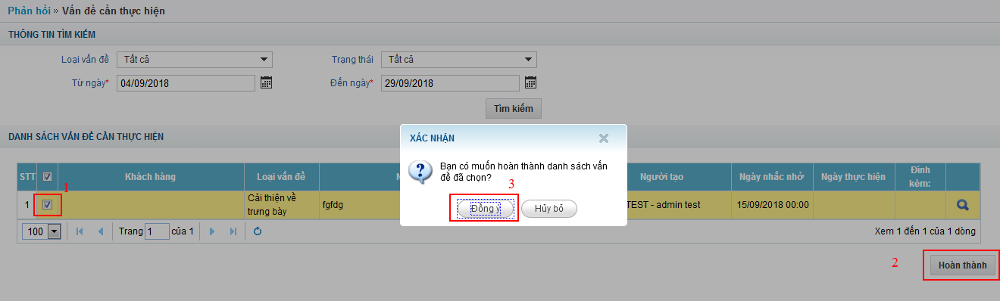 Phản hồi » Vấn đề cần thực hiện
THÔNG TIN TÌM KIẾM
Loại vấn đề Tất cả Trạng thái Tất cả
Từ ngày* 04/09/2018 Đến ngày* 29/09/2018
Tìm kiếm
DANH SÁCH VẤN ĐỀ CẦN THỰC HIỆN
XÁC NHẬN
Bạn có muốn hoàn thành danh sách vấn
đề đã chọn?
3
Đồng ý Hủy bỏ
STT Khách hàng Loại vấn đề N Người tạo Ngày nhắc nhở Ngày thực hiện Đính
kèm:
1
1 Cải thiện về
trưng bày fgfdg TEST - admin test 15/09/2018 00:00
100 Trang 1 của 1 Xem 1 đến 1 của 1 dòng
2 Hoàn thành